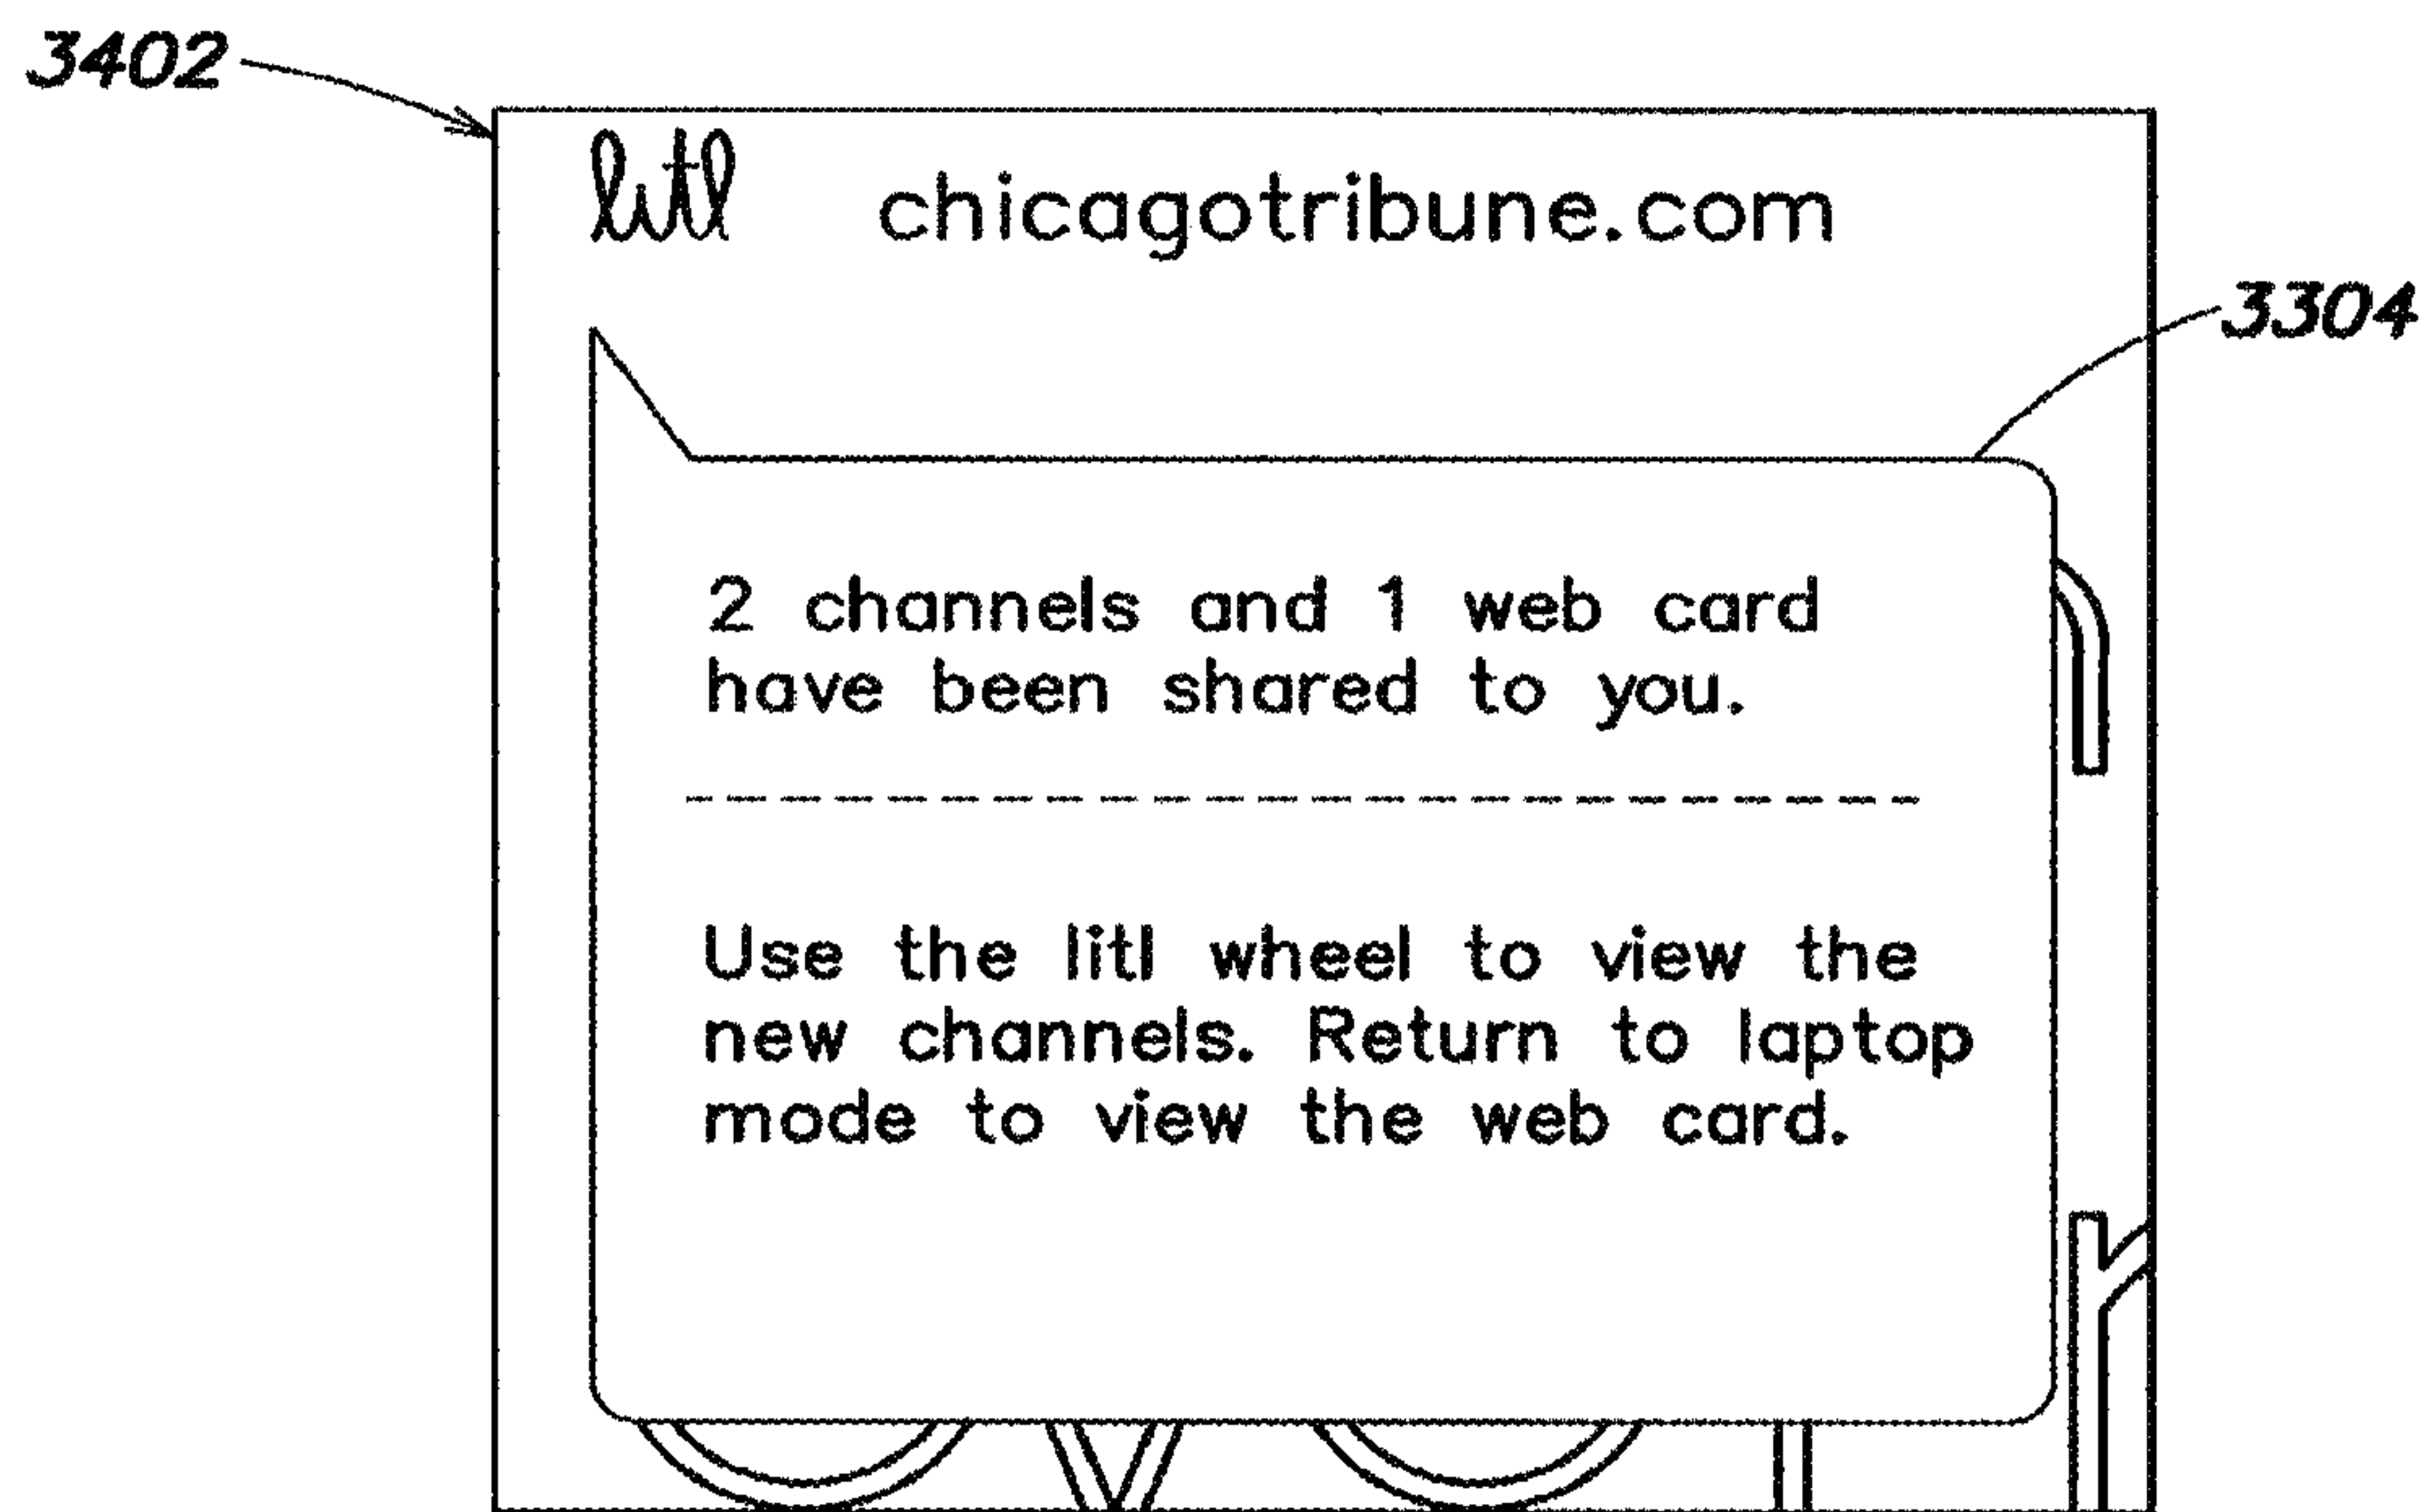 3402
litl chicagotribune.com
3304
2 channels and 1 web card
have been shared to you.
Use the litl wheel to view the
new channels. Return to laptop
mode to view the web card.